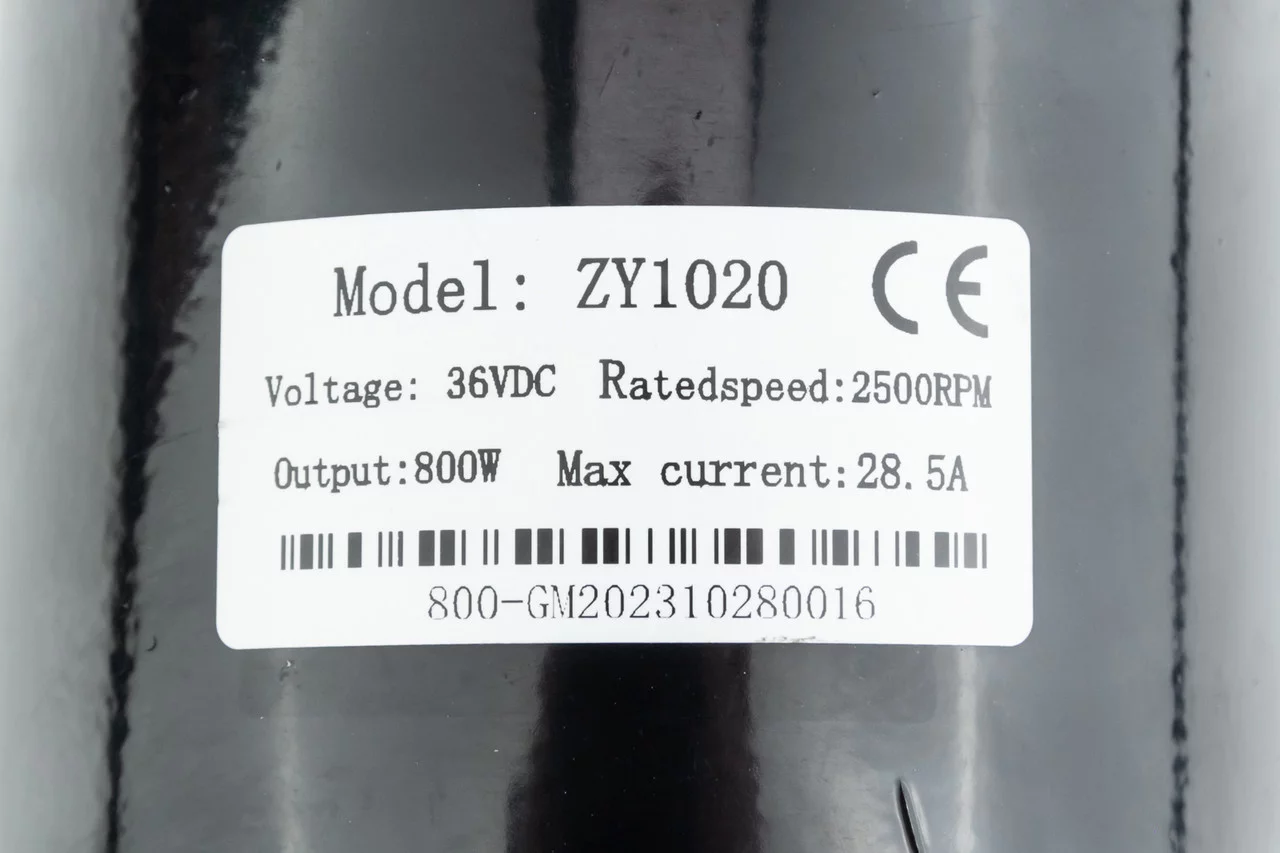 Model: ZY1020 CE
Voltage: 36VDC Ratedspeed:2500RPM
Output:800W Max current:28.5A
800-GM202310280016